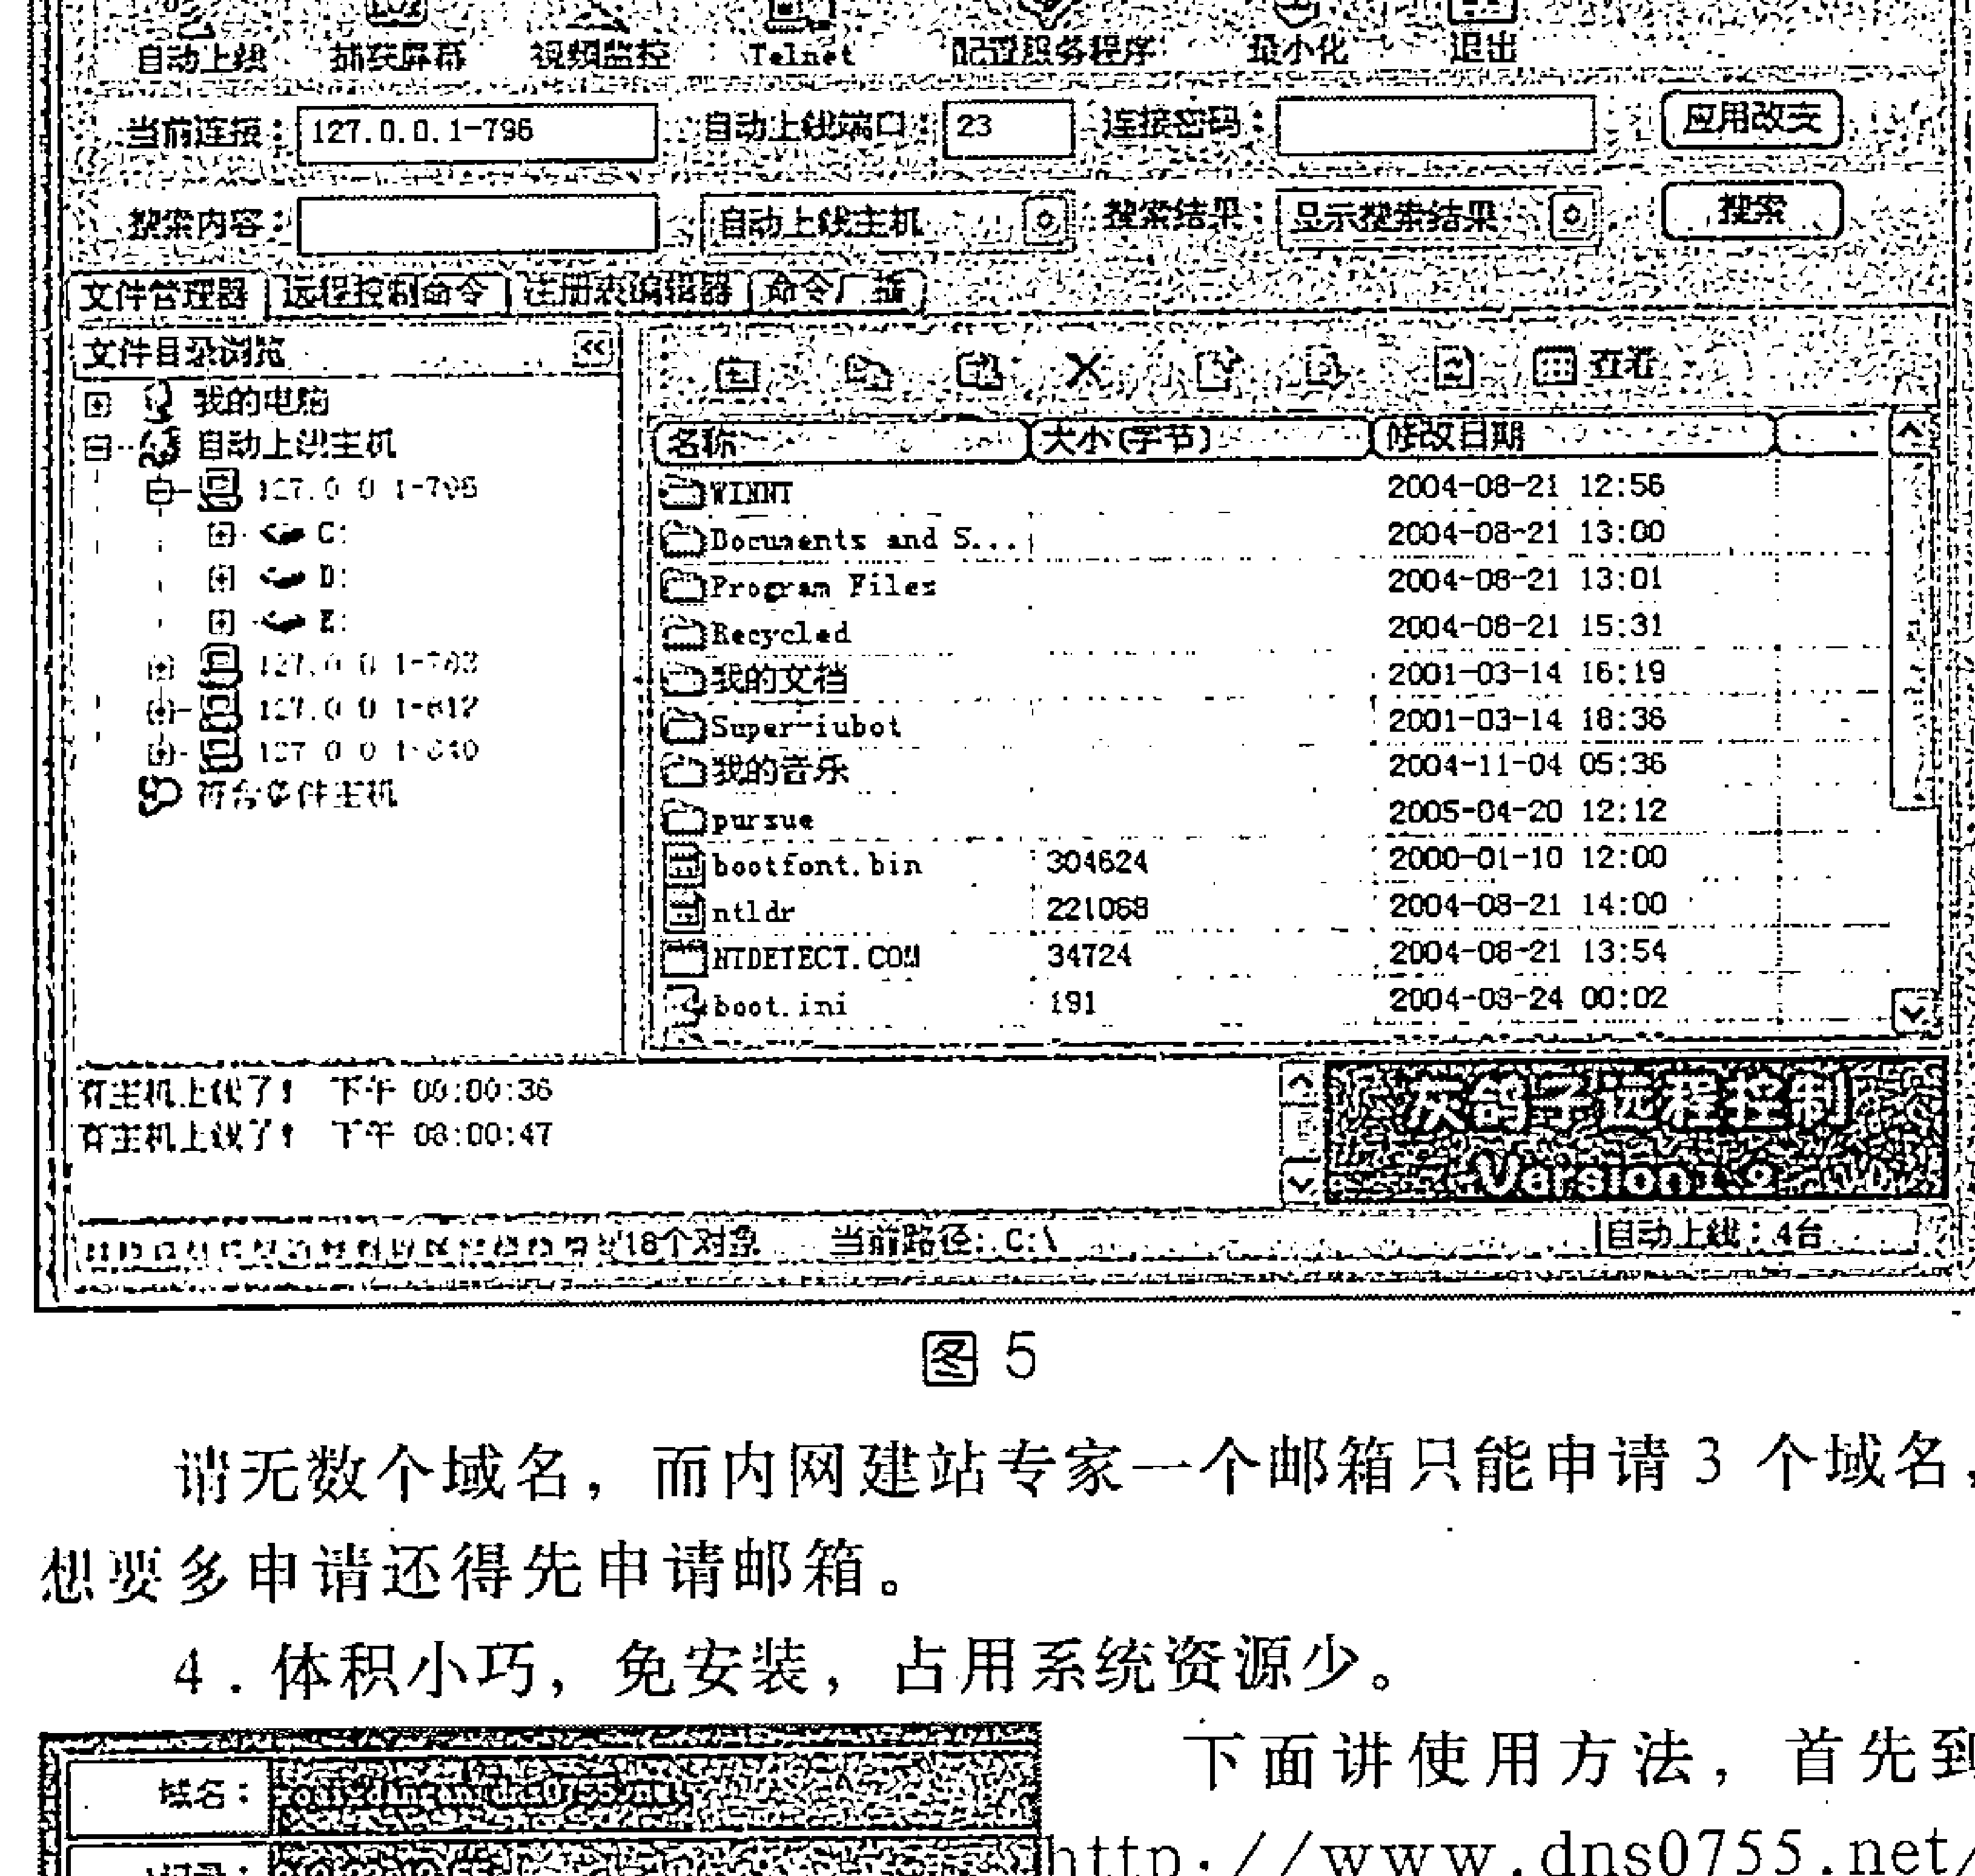 自动上线 捕获屏幕 视频监控 Telnet 配置服务程序 最小化 退出
当前连接: 127.0.0.1-796 自动上线端口: 23 连接密码: 应用改变
搜索内容: 自动上线主机 搜索结果: 显示搜索结果 搜索
文件管理器 远程控制命令 注册表编辑器 命令广播
文件目录浏览 << 查看
我的电脑
自动上线主机
127.0.0.1-796
C:
D:
E:
127.0.0.1-812
符合条件主机
名称 大小(字节) 修改日期
WINNT 2004-08-21 12:56
Documents and S... 2004-08-21 13:00
Program Files 2004-08-21 13:01
Recycled 2004-08-21 15:31
我的文档 2001-03-14 16:19
Super-iubot 2001-03-14 18:36
我的音乐 2004-11-04 05:36
pursue 2005-04-20 12:12
bootfont.bin 304624 2000-01-10 12:00
ntldr 221068 2004-08-21 14:00
NTDETECT.COM 34724 2004-08-21 13:54
boot.ini 191 2004-08-24 00:02
有主机上线了! 下午 08:00:36
有主机上线了! 下午 08:00:47
灰鸽子远程控制
Version1.2
18个对象 当前路径: C:\ 自动上线: 4台
图 5
请无数个域名，而内网建站专家一个邮箱只能申请 3 个域名，
想要多申请还得先申请邮箱。
4．体积小巧，免安装，占用系统资源少。
域名:
下面讲使用方法，首先到
http://www.dns0755.net/